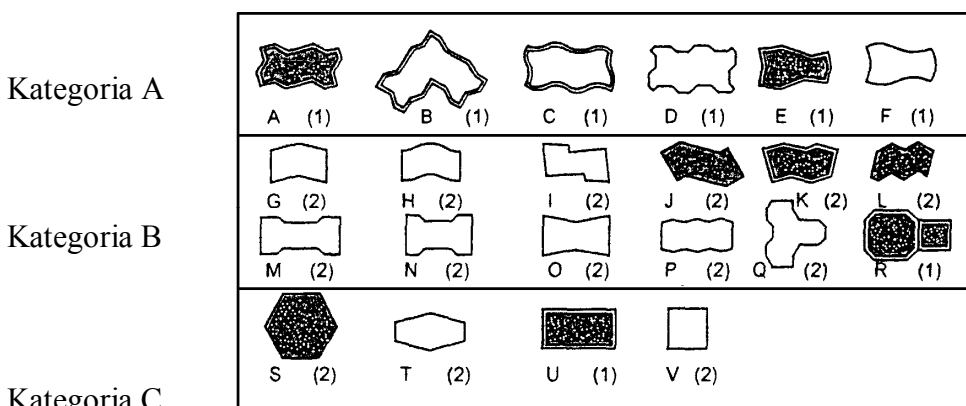 Kategoria A
A (1) B (1) C (1) D (1) E (1) F (1)
G (2) H (2) I (2) J (2) K (2) L (2)
Kategoria B
M (2) N (2) O (2) P (2) Q (2) R (1)
S (2) T (2) U (1) V (2)
Kategoria C